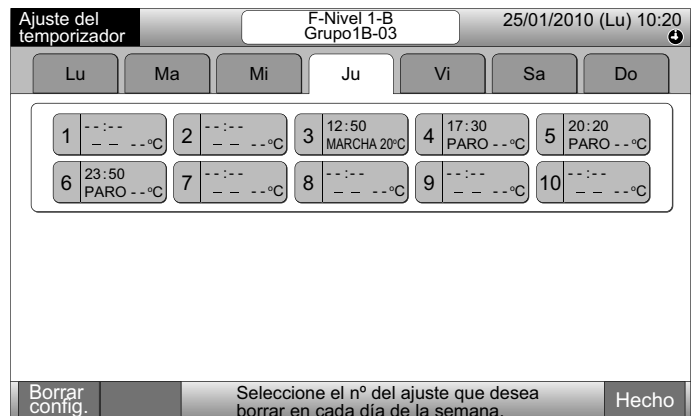 Ajuste del
temporizador
F-Nivel 1-B
Grupo1B-03
25/01/2010 (Lu) 10:20
Lu Ma Mi Ju Vi Sa Do
1 --:-- – – --ºC
2 --:-- – – --ºC
3 12:50 MARCHA 20ºC
4 17:30 PARO --ºC
5 20:20 PARO --ºC
6 23:50 PARO --ºC
7 --:-- – – --ºC
8 --:-- – – --ºC
9 --:-- – – --ºC
10 --:-- – – --ºC
Borrar
config.
Seleccione el nº del ajuste que desea
borrar en cada día de la semana.
Hecho